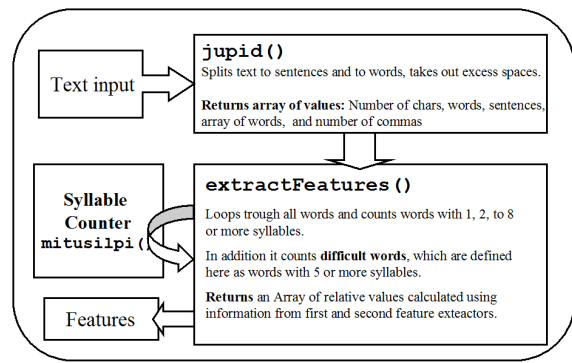 Text input
jupid()
Splits text to sentences and to words, takes out excess spaces.
Returns array of values: Number of chars, words, sentences,
array of words, and number of commas
Syllable
Counter
mitusilpi()
extractFeatures()
Loops trough all words and counts words with 1, 2, to 8
or more syllables.
In addition it counts difficult words, which are defined
here as words with 5 or more syllables.
Returns an Array of relative values calculated using
information from first and second feature exteactors.
Features